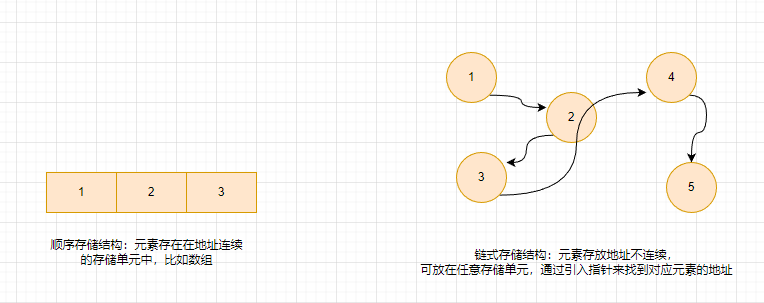 1 2 3
顺序存储结构：元素存在在地址连续
的存储单元中，比如数组
1
4
2
3
5
链式存储结构：元素存放地址不连续，
可放在任意存储单元，通过引入指针来找到对应元素的地址